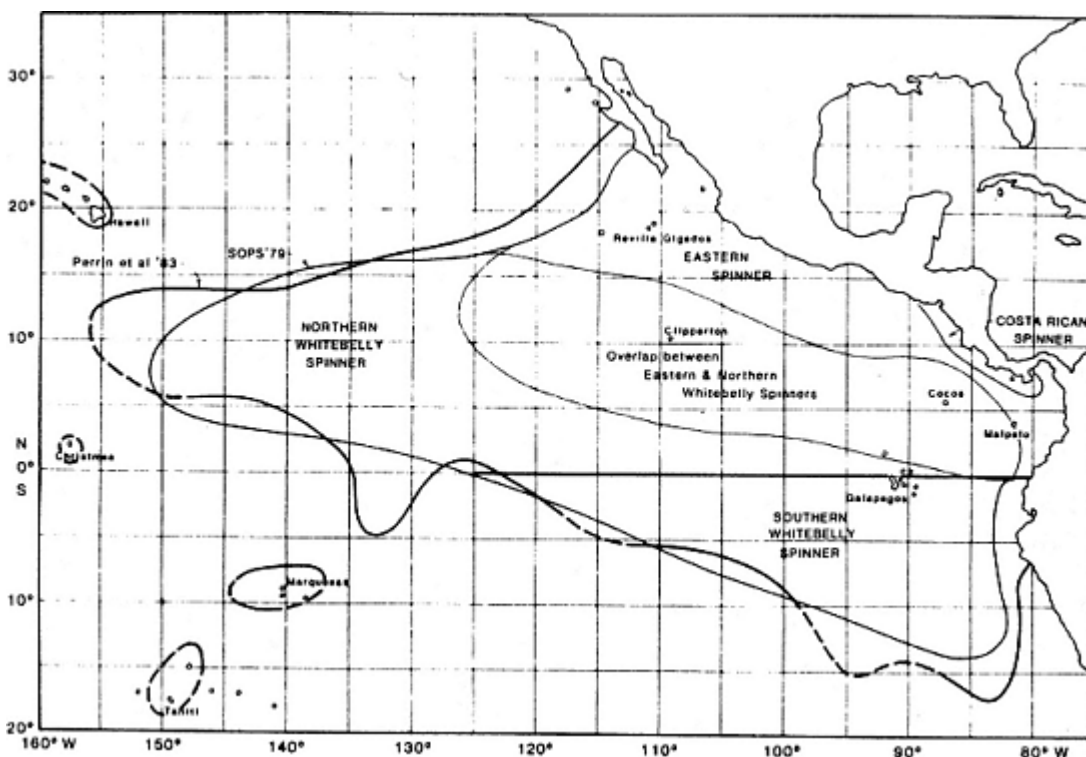 30°
20°
Hawaii
Perrin et al '83
SOPS '79
Revilla Gigedos
EASTERN
SPINNER
10°
NORTHERN
WHITEBELLY
SPINNER
Clipperton
COSTA RICAN
SPINNER
Overlap between
Eastern & Northern
Whitebelly Spinners
Cocos
Malpelo
N
0°
S
Christmas
Galapagos
SOUTHERN
WHITEBELLY
SPINNER
Marquesas
10°
Tahiti
20°
160° W
150°
140°
130°
120°
110°
100°
90°
80° W